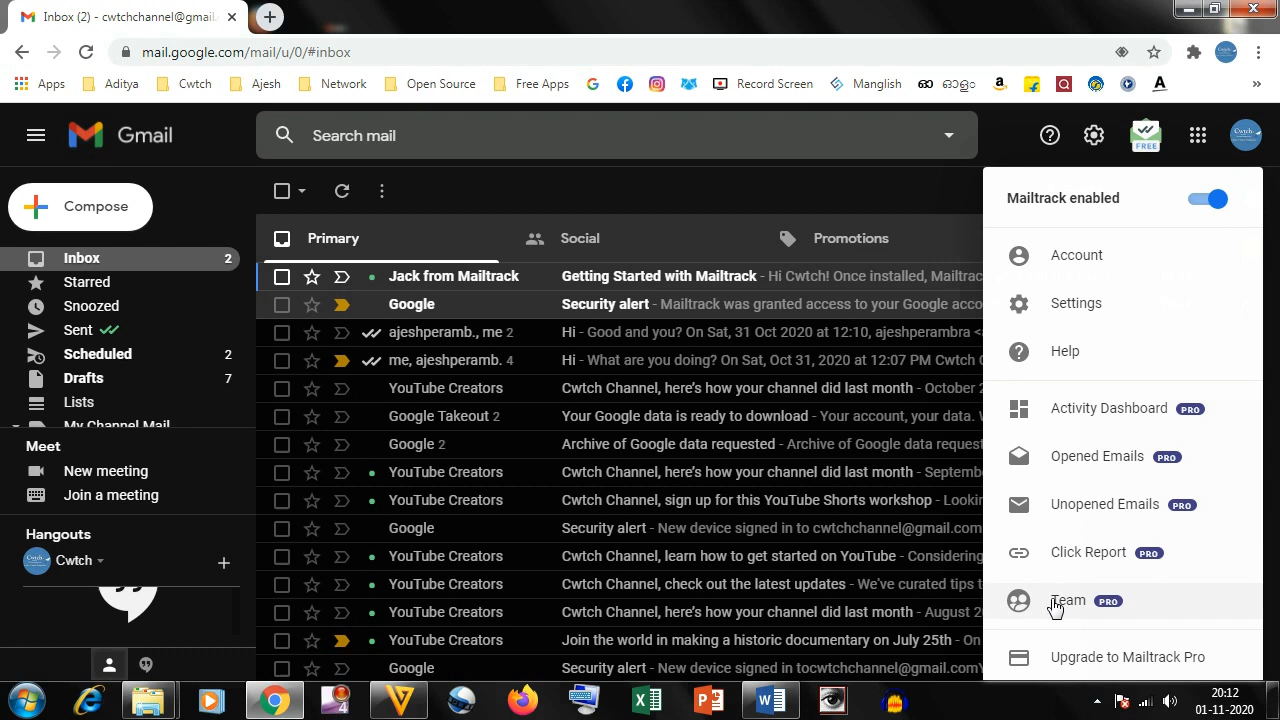 Inbox (2) - cwtchchannel@gmail.
mail.google.com/mail/u/0/#inbox
Apps Aditya Cwtch Ajesh Network Open Source Free Apps Record Screen Manglish
Gmail
Search mail
FREE
Cwtch
Compose
Mailtrack enabled
Primary
Social
Promotions
Inbox 2
Starred
Snoozed
Sent
Scheduled 2
Drafts 7
Lists
My Channel Mail
Meet
New meeting
Join a meeting
Hangouts
Cwtch
Jack from Mailtrack Getting Started with Mailtrack - Hi Cwtch! Once installed, Mailtrac
Google Security alert - Mailtrack was granted access to your Google acco
ajeshperamb., me 2 Hi - Good and you? On Sat, 31 Oct 2020 at 12:10, ajeshperambra <
me, ajeshperamb. 4 Hi - What are you doing? On Sat, Oct 31, 2020 at 12:07 PM Cwtch C
YouTube Creators Cwtch Channel, here's how your channel did last month - October
Google Takeout 2 Your Google data is ready to download - Your account, your data.
Google 2 Archive of Google data requested - Archive of Google data request
YouTube Creators Cwtch Channel, here's how your channel did last month - Septemb
YouTube Creators Cwtch Channel, sign up for this YouTube Shorts workshop - Lookin
Google Security alert - New device signed in to cwtchchannel@gmail.com
YouTube Creators Cwtch Channel, learn how to get started on YouTube - Considering
YouTube Creators Cwtch Channel, check out the latest updates - We've curated tips t
YouTube Creators Cwtch Channel, here's how your channel did last month - August
YouTube Creators Join the world in making a historic documentary on July 25th - On
Google Security alert - New device signed in tocwtchchannel@gmail.com
Account
Settings
Help
Activity Dashboard PRO
Opened Emails PRO
Unopened Emails PRO
Click Report PRO
Team PRO
Upgrade to Mailtrack Pro
20:12
01-11-2020